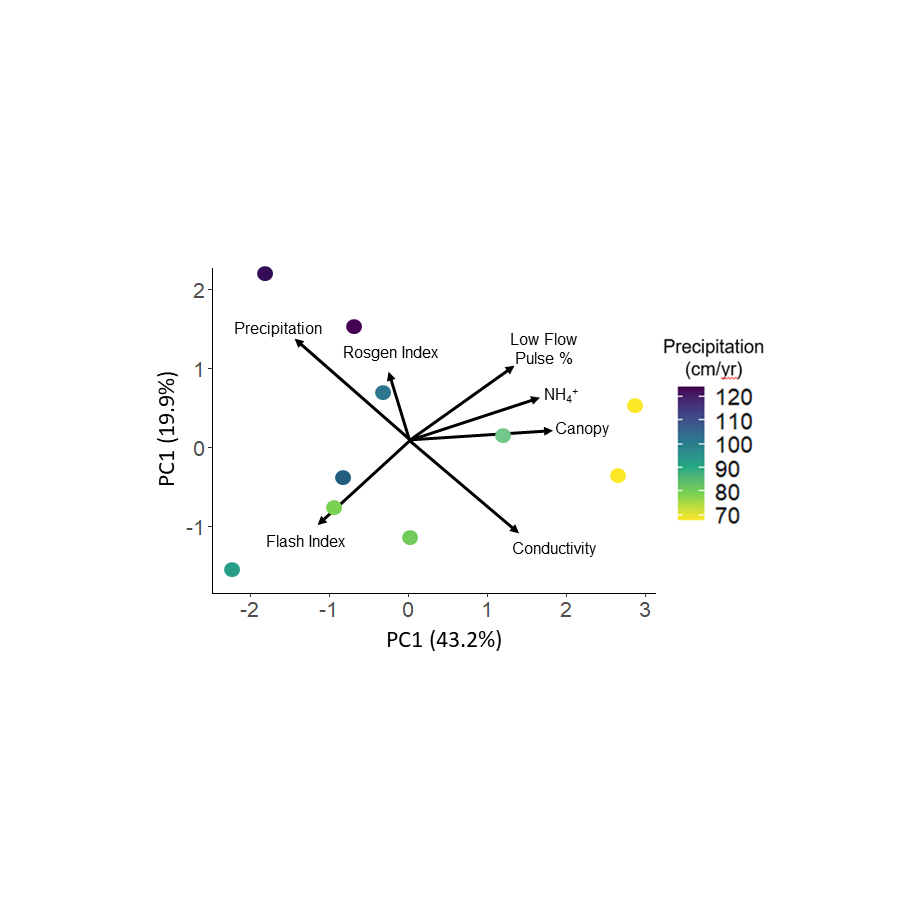 2
1
0
-1
PC1 (19.9%)
-2
-1
0
1
2
3
PC1 (43.2%)
Precipitation
Rosgen Index
Low Flow
Pulse %
NH₄⁺
Canopy
Flash Index
Conductivity
Precipitation
(cm/yr)
120
110
100
90
80
70